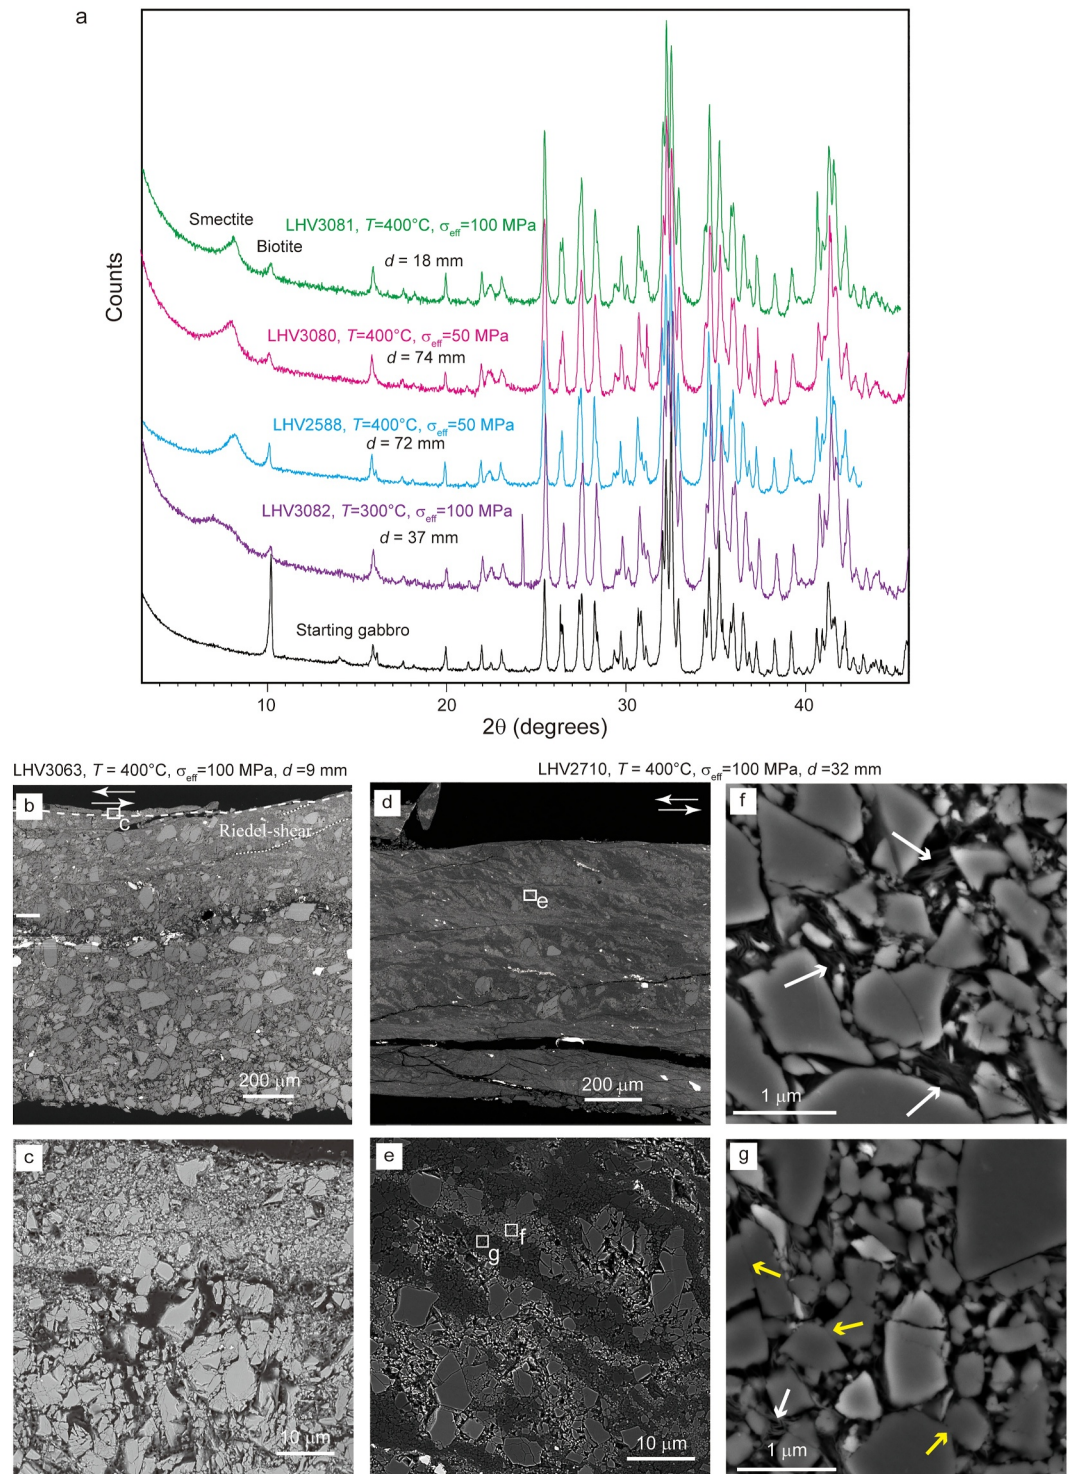 a
Counts
Smectite
Biotite
LHV3081, T=400°C, σeff=100 MPa
d = 18 mm
LHV3080, T=400°C, σeff=50 MPa
d = 74 mm
LHV2588, T=400°C, σeff=50 MPa
d = 72 mm
LHV3082, T=300°C, σeff=100 MPa
d = 37 mm
Starting gabbro
10 20 30 40
2θ (degrees)
LHV3063, T = 400°C, σeff=100 MPa, d =9 mm
LHV2710, T = 400°C, σeff=100 MPa, d =32 mm
b
c
Riedel-shear
200 μm
d
e
200 μm
f
1 μm
c
10 μm
e
f
g
10 μm
g
1 μm